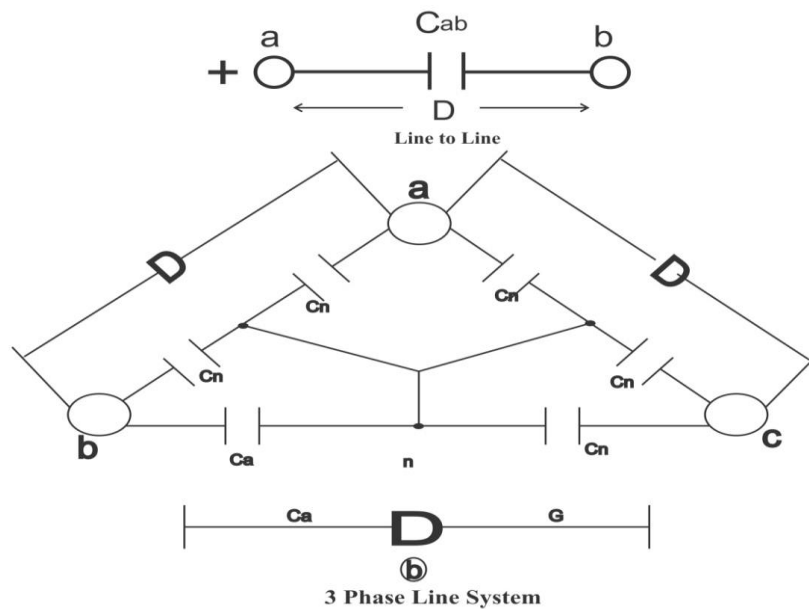 Cab
a b
+
D
Line to Line
a
D D
Cn Cn
Cn Cn
b c
Ca n Cn
Ca D G
b
3 Phase Line System